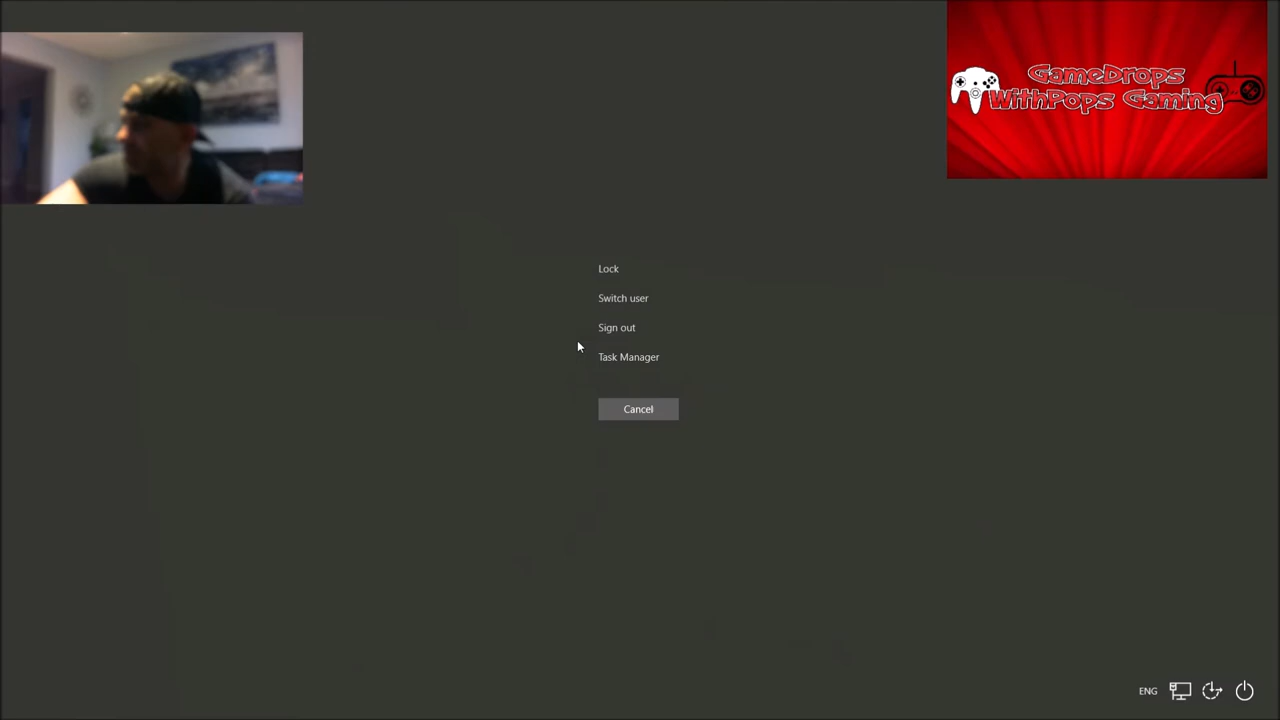 GameDrops
WithPops Gaming
Lock
Switch user
Sign out
Task Manager
Cancel
ENG